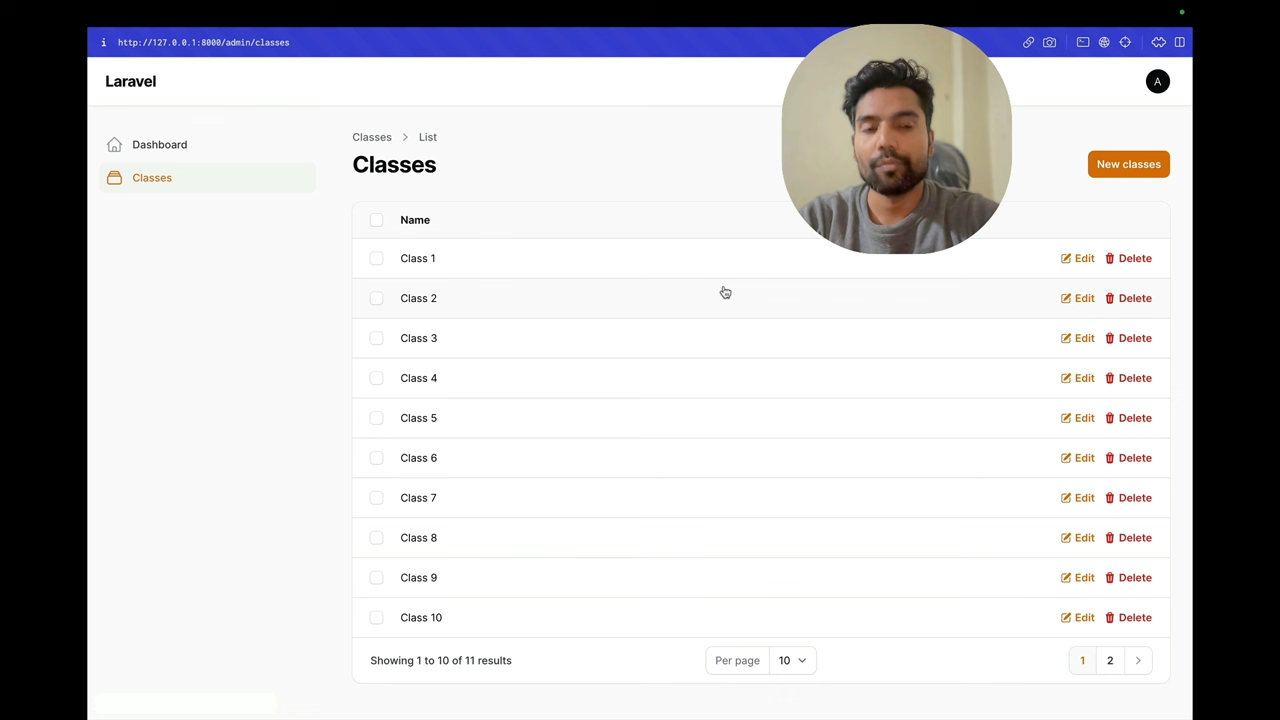 http://127.0.0.1:8000/admin/classes
Laravel
A
Dashboard
Classes
Classes > List
Classes
New classes
Name
Class 1 Edit Delete
Class 2 Edit Delete
Class 3 Edit Delete
Class 4 Edit Delete
Class 5 Edit Delete
Class 6 Edit Delete
Class 7 Edit Delete
Class 8 Edit Delete
Class 9 Edit Delete
Class 10 Edit Delete
Showing 1 to 10 of 11 results Per page 10 1 2